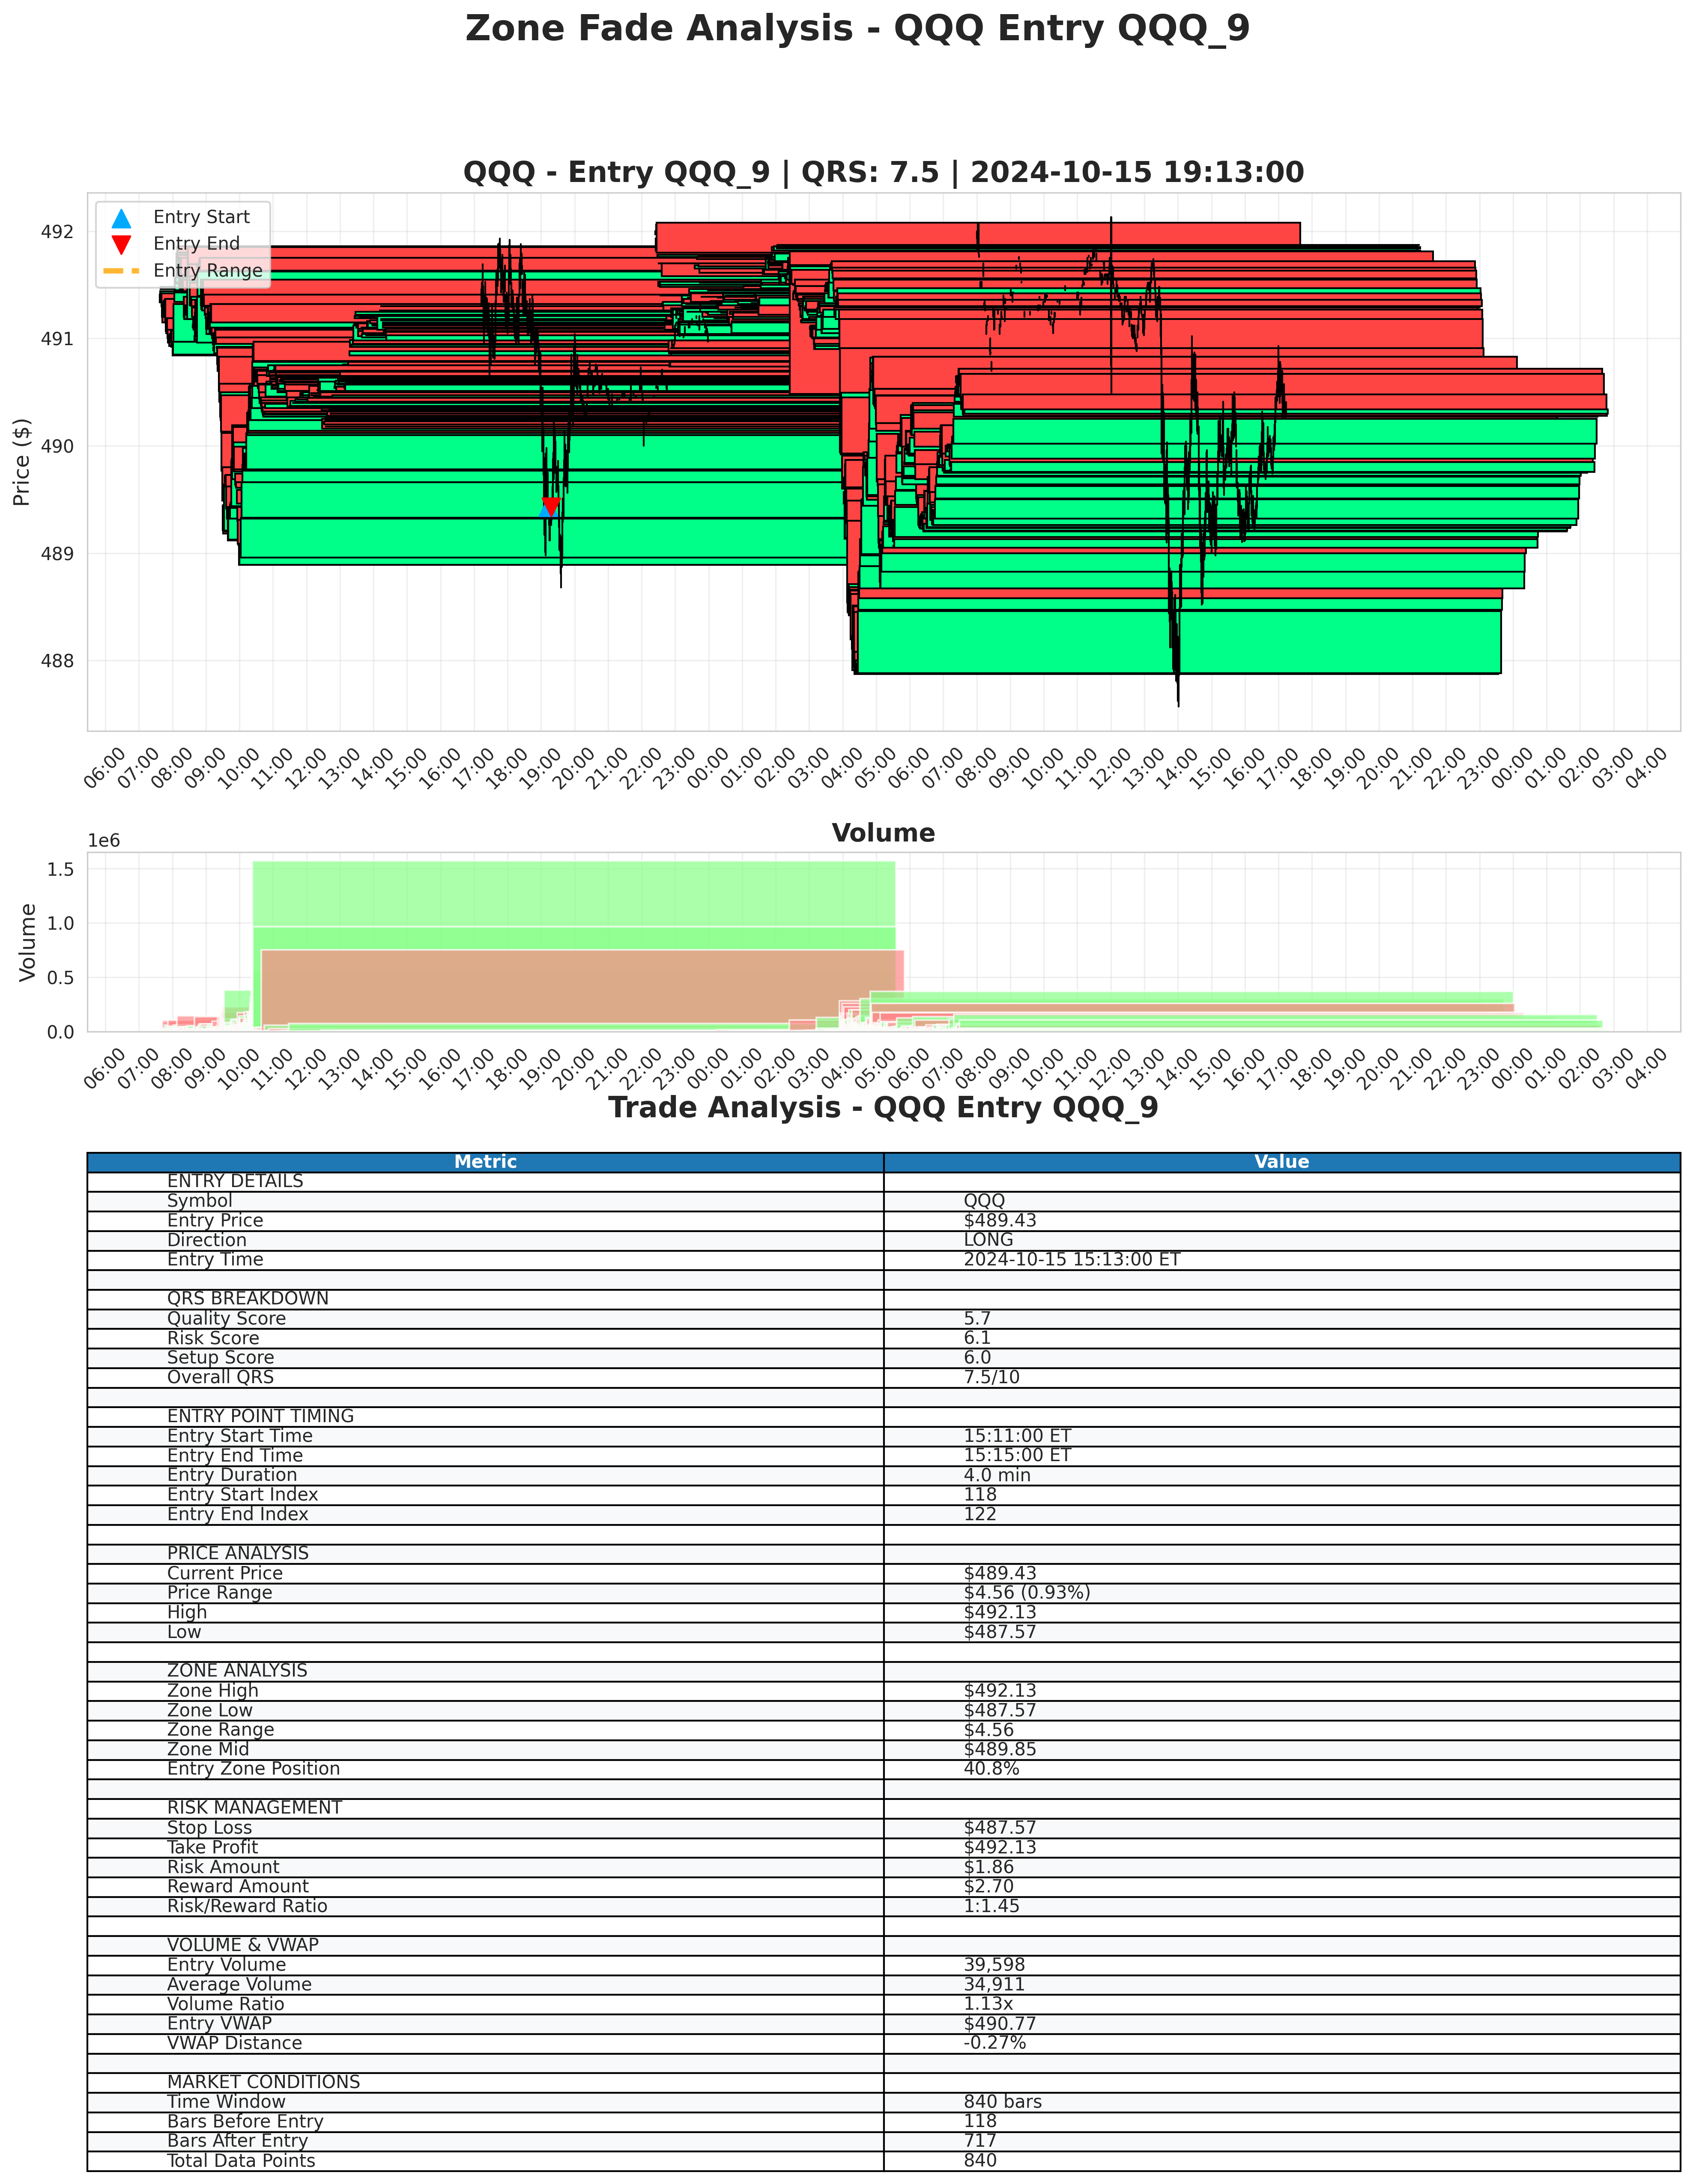 Zone Fade Analysis - QQQ Entry QQQ_9
QQQ - Entry QQQ_9 | QRS: 7.5 | 2024-10-15 19:13:00
Entry Start
Entry End
Entry Range
Price ($)
492
491
490
489
488
06:00 07:00 08:00 09:00 10:00 11:00 12:00 13:00 14:00 15:00 16:00 17:00 18:00 19:00 20:00 21:00 22:00 23:00 00:00 01:00 02:00 03:00 04:00 05:00 06:00 07:00 08:00 09:00 10:00 11:00 12:00 13:00 14:00 15:00 16:00 17:00 18:00 19:00 20:00 21:00 22:00 23:00 00:00 01:00 02:00 03:00 04:00
Volume
1e6
Volume
1.5
1.0
0.5
0.0
06:00 07:00 08:00 09:00 10:00 11:00 12:00 13:00 14:00 15:00 16:00 17:00 18:00 19:00 20:00 21:00 22:00 23:00 00:00 01:00 02:00 03:00 04:00 05:00 06:00 07:00 08:00 09:00 10:00 11:00 12:00 13:00 14:00 15:00 16:00 17:00 18:00 19:00 20:00 21:00 22:00 23:00 00:00 01:00 02:00 03:00 04:00
Trade Analysis - QQQ Entry QQQ_9
Metric Value
ENTRY DETAILS
Symbol QQQ
Entry Price $489.43
Direction LONG
Entry Time 2024-10-15 15:13:00 ET
QRS BREAKDOWN
Quality Score 5.7
Risk Score 6.1
Setup Score 6.0
Overall QRS 7.5/10
ENTRY POINT TIMING
Entry Start Time 15:11:00 ET
Entry End Time 15:15:00 ET
Entry Duration 4.0 min
Entry Start Index 118
Entry End Index 122
PRICE ANALYSIS
Current Price $489.43
Price Range $4.56 (0.93%)
High $492.13
Low $487.57
ZONE ANALYSIS
Zone High $492.13
Zone Low $487.57
Zone Range $4.56
Zone Mid $489.85
Entry Zone Position 40.8%
RISK MANAGEMENT
Stop Loss $487.57
Take Profit $492.13
Risk Amount $1.86
Reward Amount $2.70
Risk/Reward Ratio 1:1.45
VOLUME & VWAP
Entry Volume 39,598
Average Volume 34,911
Volume Ratio 1.13x
Entry VWAP $490.77
VWAP Distance -0.27%
MARKET CONDITIONS
Time Window 840 bars
Bars Before Entry 118
Bars After Entry 717
Total Data Points 840